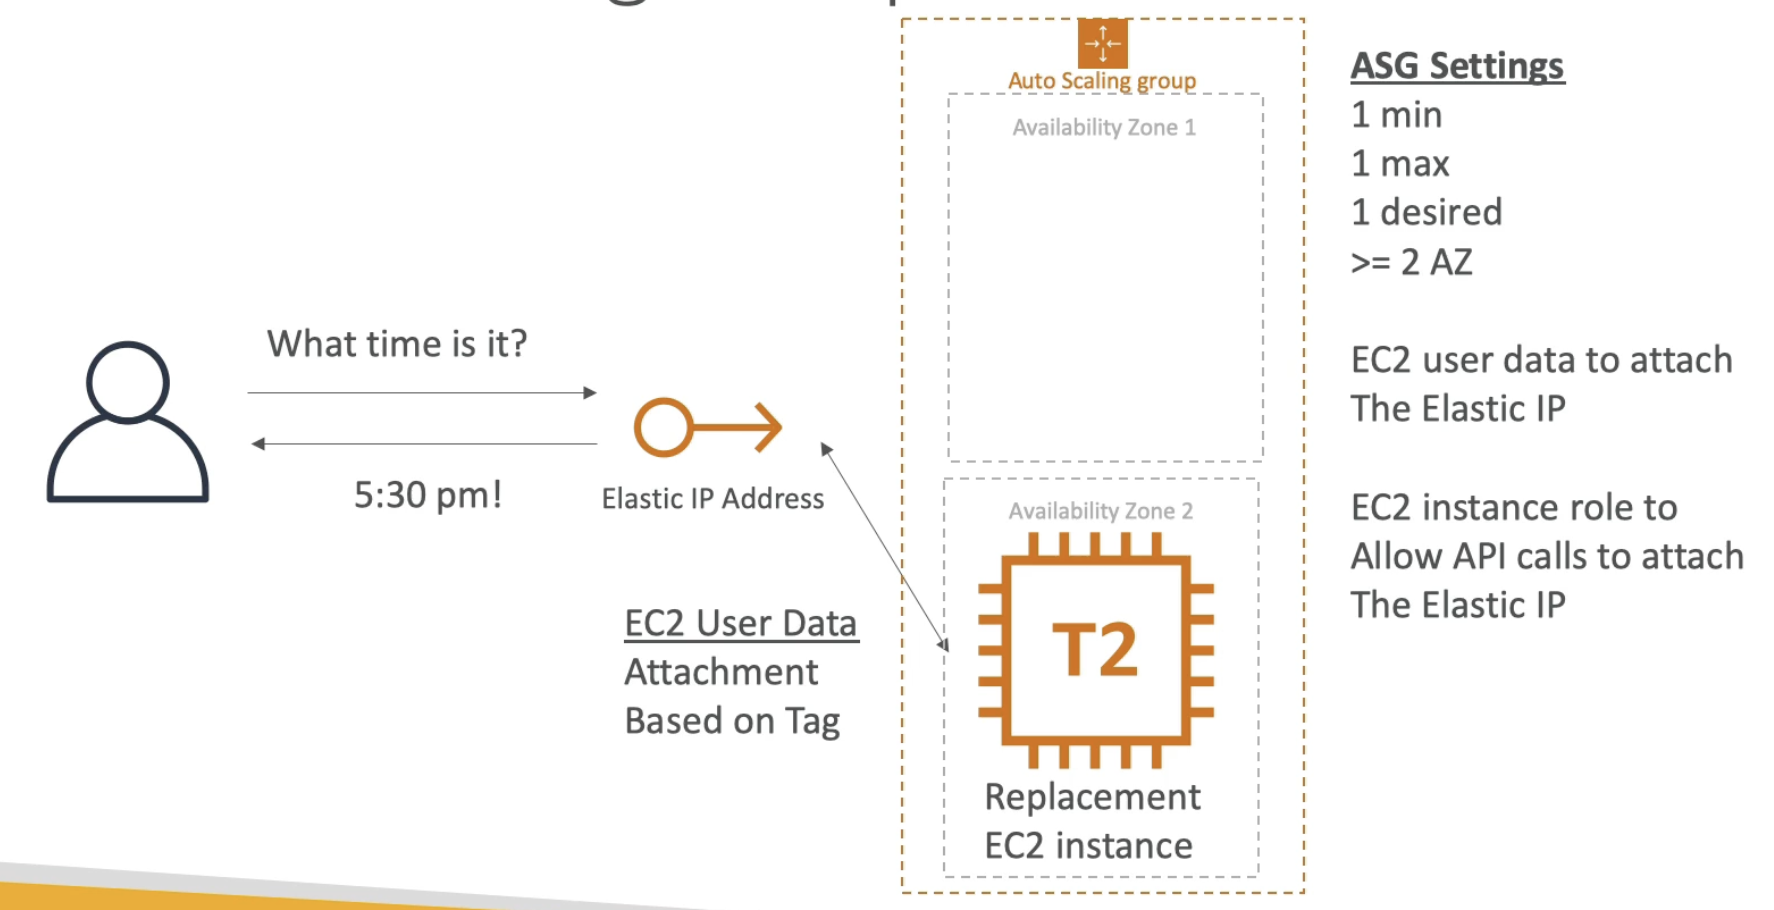 Auto Scaling group
Availability Zone 1
What time is it?
5:30 pm!
Elastic IP Address
EC2 User Data
Attachment
Based on Tag
Availability Zone 2
T2
Replacement
EC2 instance
ASG Settings
1 min
1 max
1 desired
>= 2 AZ
EC2 user data to attach
The Elastic IP
EC2 instance role to
Allow API calls to attach
The Elastic IP